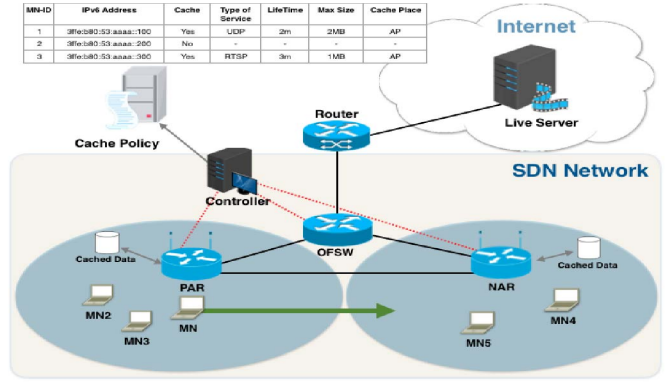 MN-ID IPv6 Address Cache Type of Service LifeTime Max Size Cache Place
1 3ffe:b80:53:aaaa::100 Yes UDP 2m 2MB AP
2 3ffe:b80:53:aaaa::200 No - - - -
3 3ffe:b80:53:aaaa::300 Yes RTSP 3m 1MB AP
Internet
Router
Live Server
Cache Policy
SDN Network
Controller
OFSW
Cached Data
Cached Data
PAR
NAR
MN2
MN3
MN
MN4
MN5